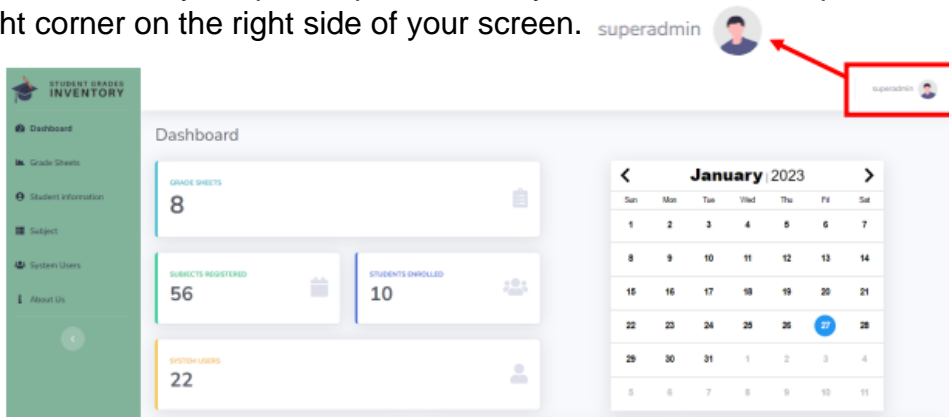 ht corner on the right side of your screen.
superadmin
superadmin
STUDENT GRADES
INVENTORY
Dashboard
Grade Sheets
Student information
Subject
System Users
About Us
Dashboard
GRADE SHEETS
8
SUBJECTS REGISTERED
56
STUDENTS ENROLLED
10
SYSTEM USERS
22
January 2023
Sun Mon Tue Wed Thu Fri Sat
1 2 3 4 5 6 7
8 9 10 11 12 13 14
15 16 17 18 19 20 21
22 23 24 25 26 27 28
29 30 31 1 2 3 4
5 6 7 8 9 10 11